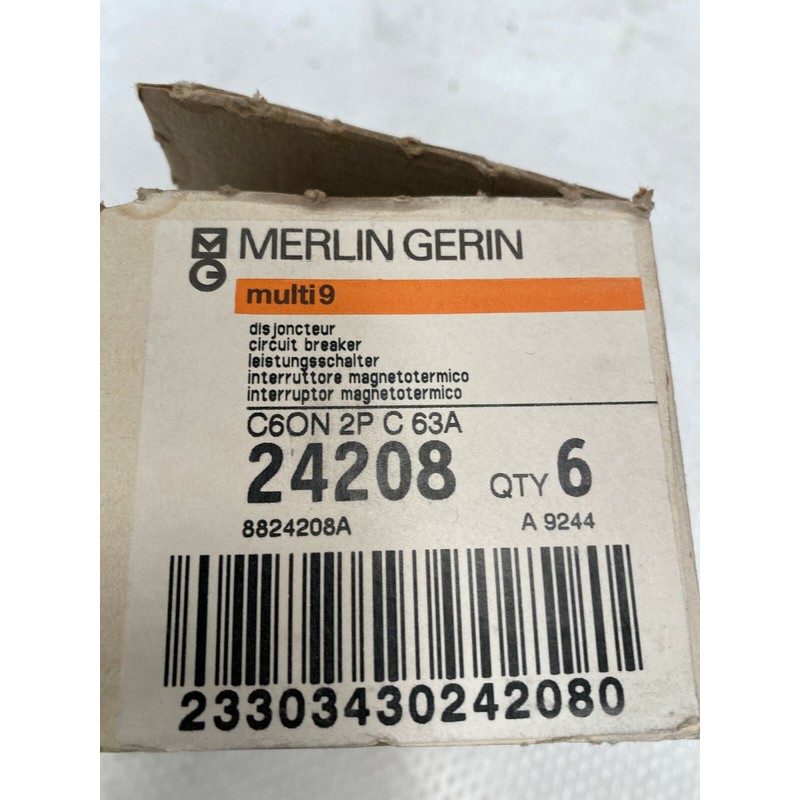 MERLIN GERIN
multi9
disjoncteur
circuit breaker
leistungsschalter
interruttore magnetotermico
interruptor magnetotermico
C60N 2P C 63A
24208 QTY 6
8824208A A 9244
23303430242080